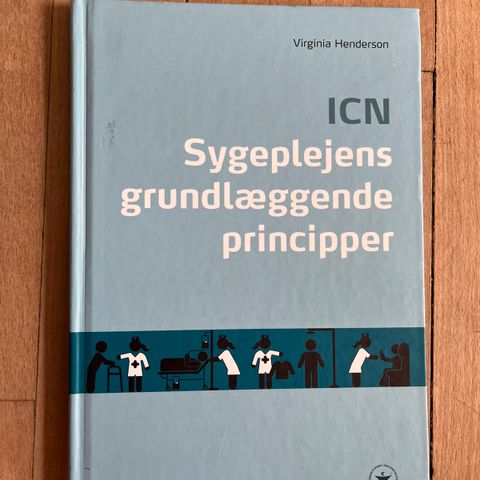 Virginia Henderson
ICN
Sygeplejens
grundlæggende
principper